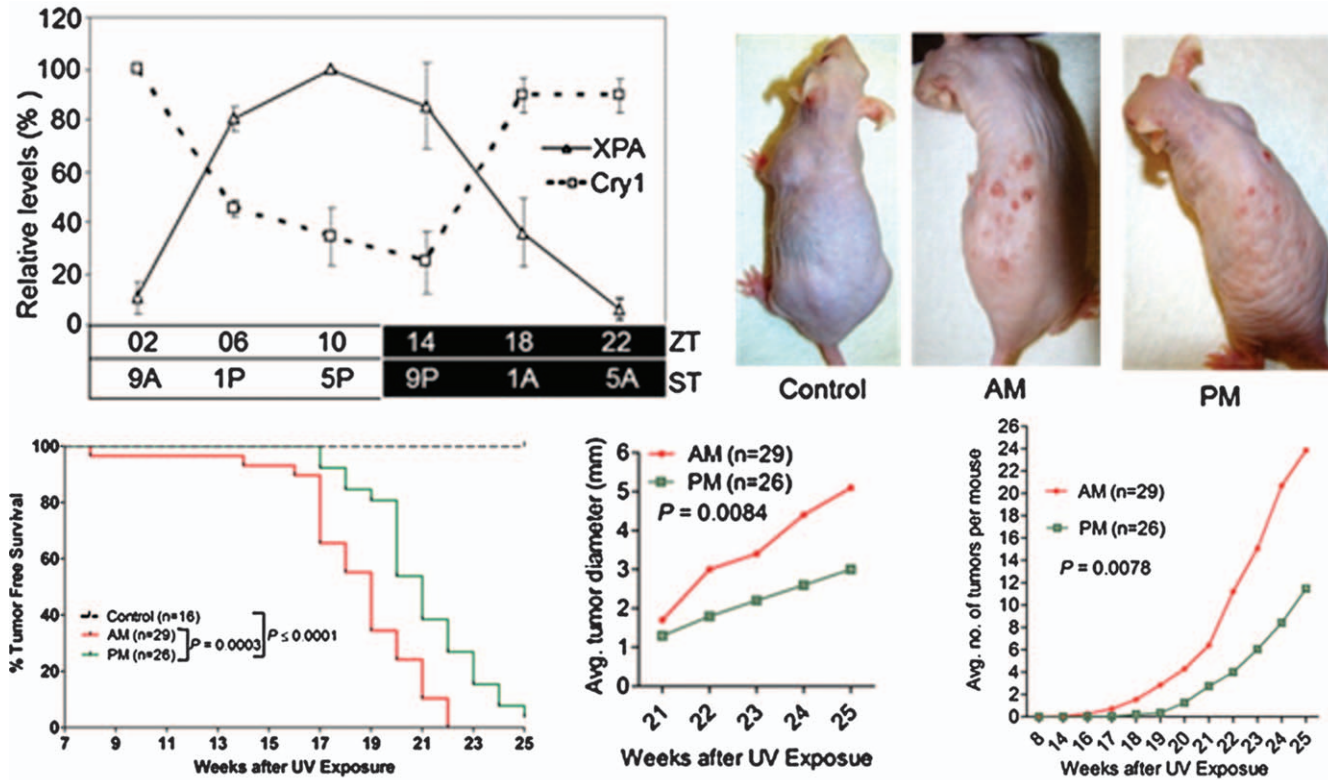 120
100
80
60
40
20
0
Relative levels (% )
XPA
Cry1
02 06 10 14 18 22 ZT
9A 1P 5P 9P 1A 5A ST
Control
AM
PM
100
80
60
40
20
0
% Tumor Free Survival
Control (n=16)
AM (n=29)
PM (n=26)
P = 0.0003
P ≤ 0.0001
7 9 11 13 15 17 19 21 23 25
Weeks after UV Exposure
6
5
4
3
2
1
0
Avg. tumor diameter (mm)
AM (n=29)
PM (n=26)
P = 0.0084
21 22 23 24 25
Weeks after UV Exposue
26
24
22
20
18
16
14
12
10
8
6
4
2
0
Avg. no. of tumors per mouse
AM (n=29)
PM (n=26)
P = 0.0078
8 14 16 17 18 19 20 21 22 23 24 25
Weeks after UV Exposue